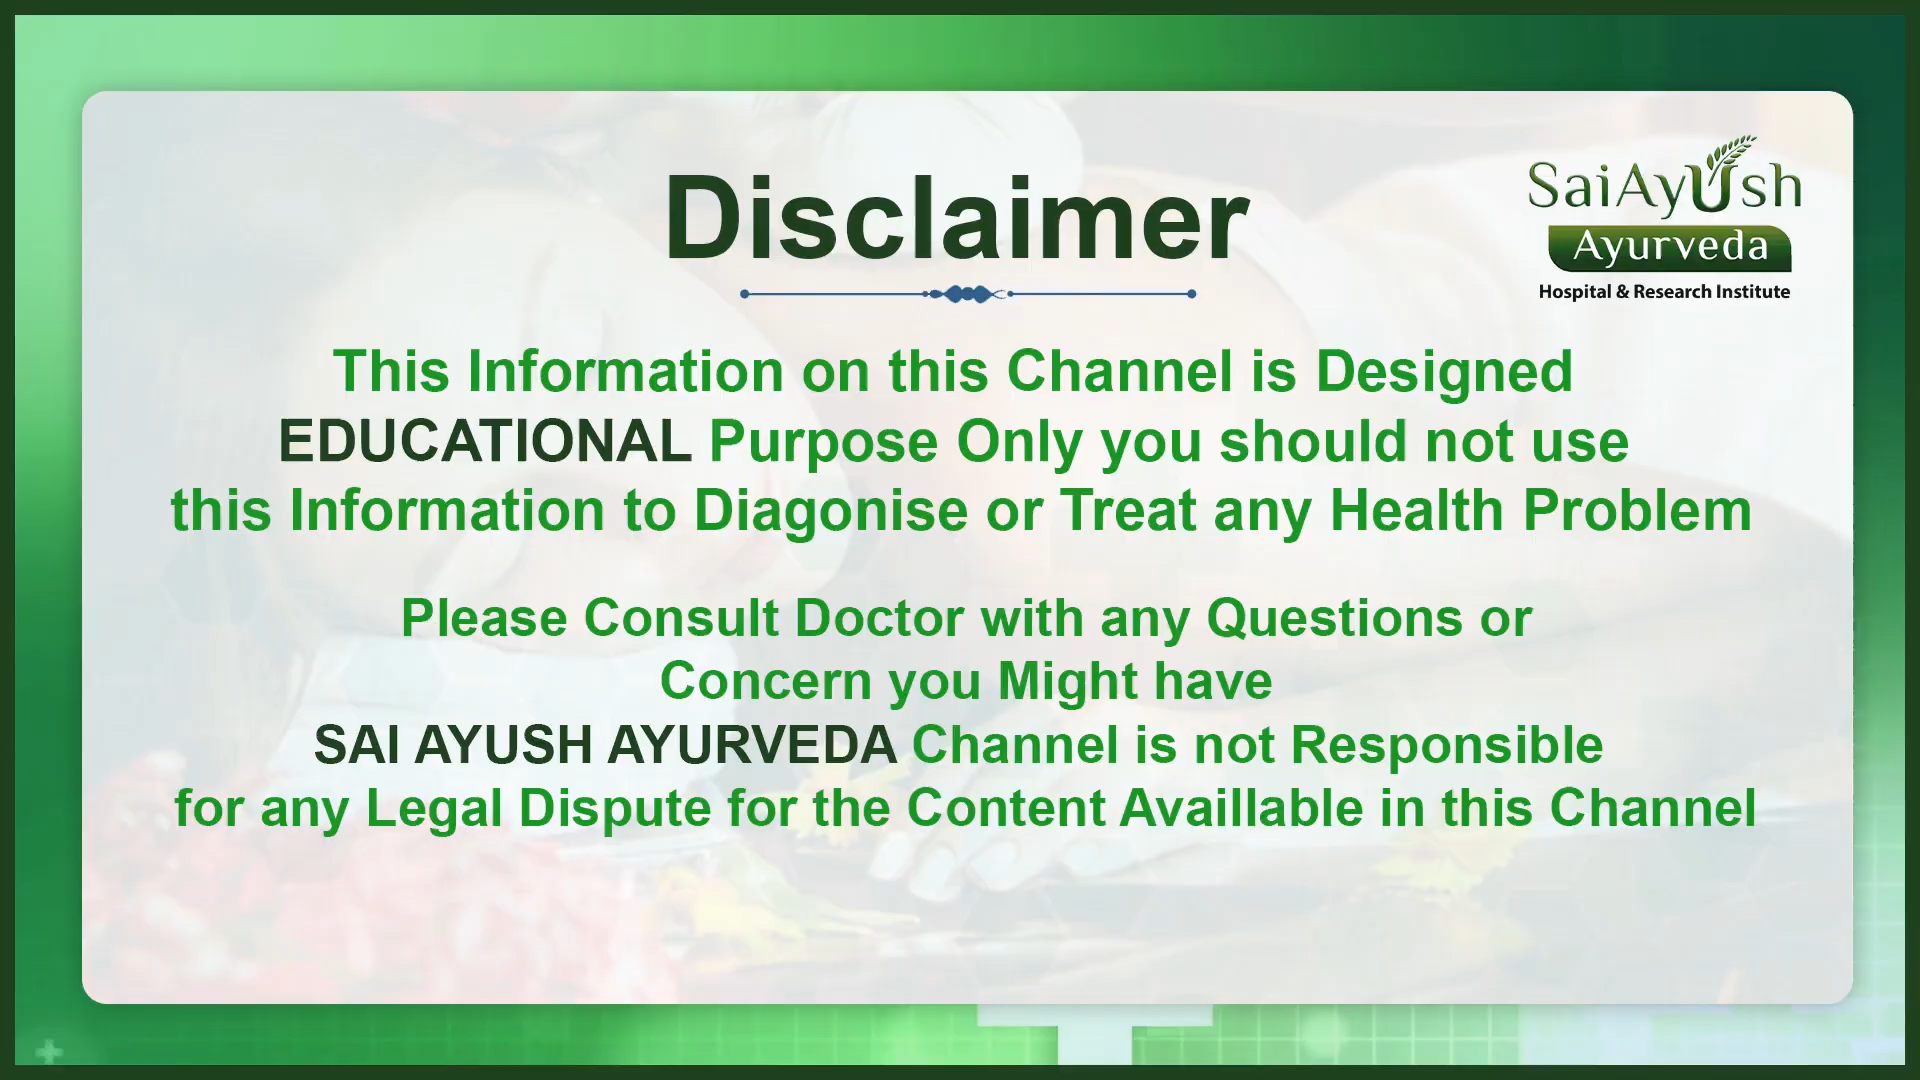 Disclaimer
SaiAyUsh
Ayurveda
Hospital & Research Institute
This Information on this Channel is Designed
EDUCATIONAL Purpose Only you should not use
this Information to Diagonise or Treat any Health Problem
Please Consult Doctor with any Questions or
Concern you Might have
SAI AYUSH AYURVEDA Channel is not Responsible
for any Legal Dispute for the Content Availlable in this Channel